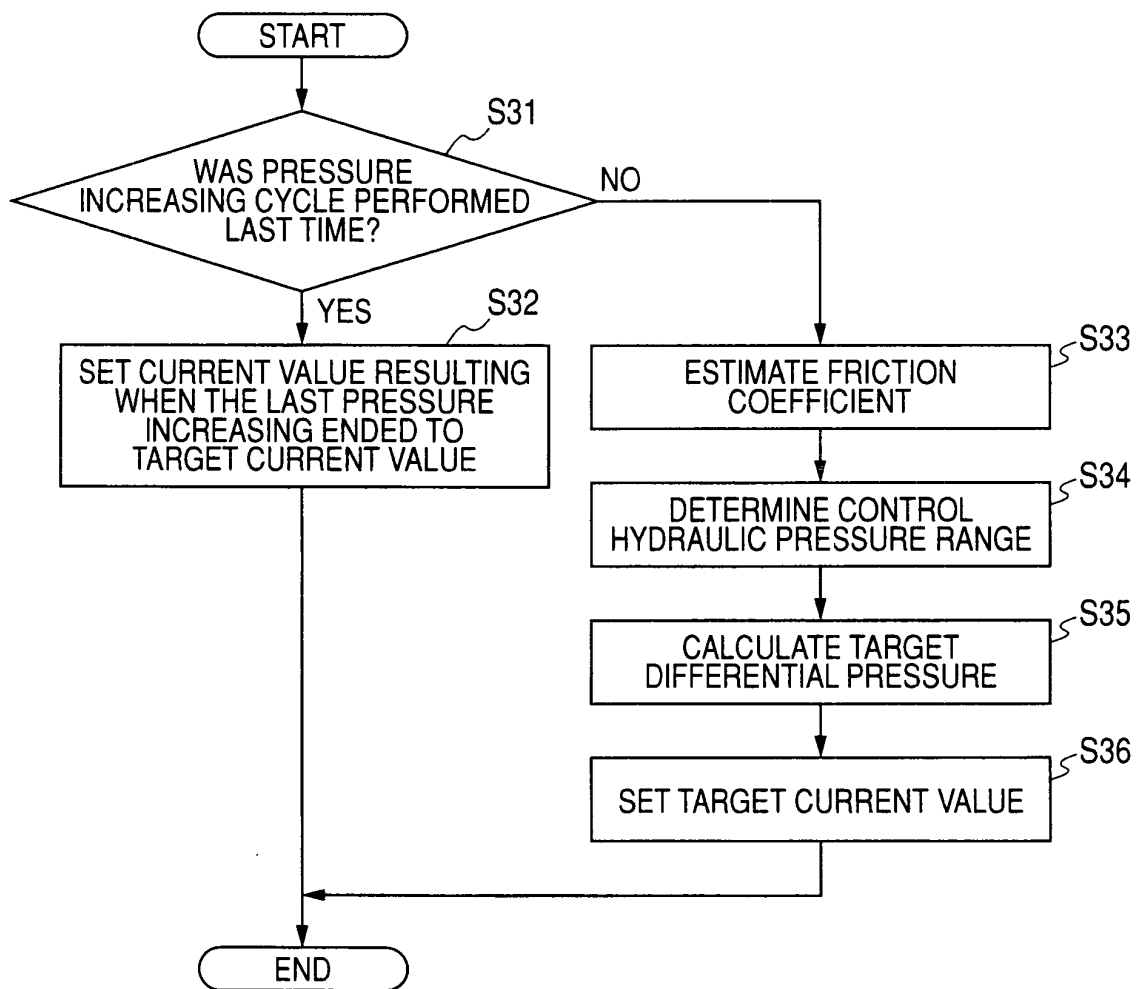 START
S31
WAS PRESSURE
INCREASING CYCLE PERFORMED
LAST TIME?
NO
YES
S32
SET CURRENT VALUE RESULTING
WHEN THE LAST PRESSURE
INCREASING ENDED TO
TARGET CURRENT VALUE
S33
ESTIMATE FRICTION
COEFFICIENT
S34
DETERMINE CONTROL
HYDRAULIC PRESSURE RANGE
S35
CALCULATE TARGET
DIFFERENTIAL PRESSURE
S36
SET TARGET CURRENT VALUE
END